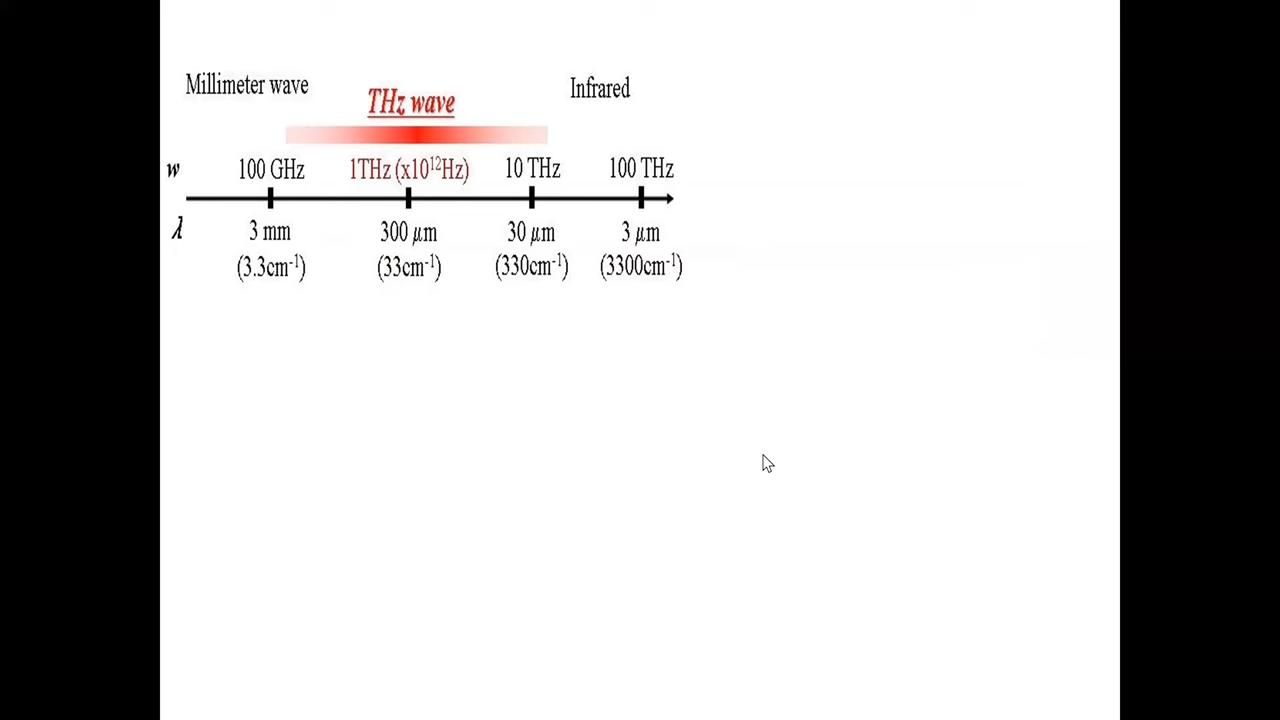 Millimeter wave THz wave Infrared
w 100 GHz 1THz (x10¹²Hz) 10 THz 100 THz
λ 3 mm 300 μm 30 μm 3 μm
(3.3cm⁻¹) (33cm⁻¹) (330cm⁻¹) (3300cm⁻¹)